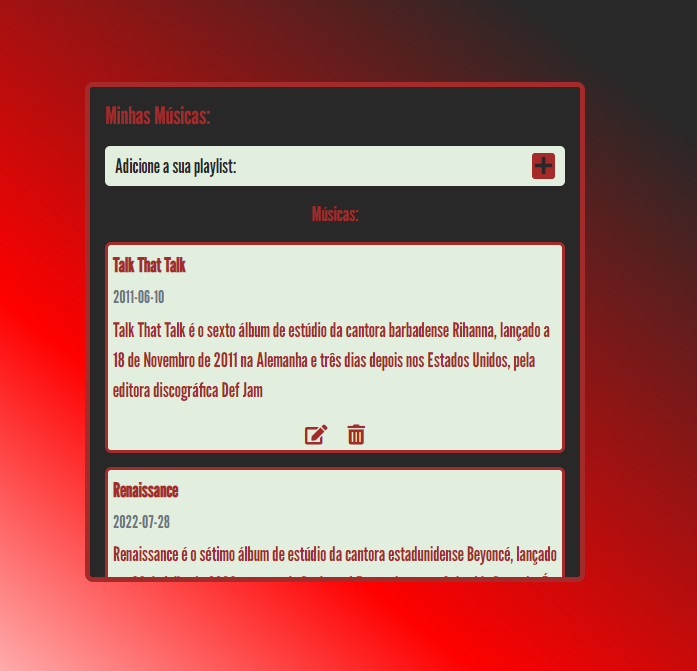 Minhas Músicas:
Adicione a sua playlist:
Músicas:
Talk That Talk
2011-06-10
Talk That Talk é o sexto álbum de estúdio da cantora barbadense Rihanna, lançado a
18 de Novembro de 2011 na Alemanha e três dias depois nos Estados Unidos, pela
editora discográfica Def Jam
Renaissance
2022-07-28
Renaissance é o sétimo álbum de estúdio da cantora estadunidense Beyoncé, lançado